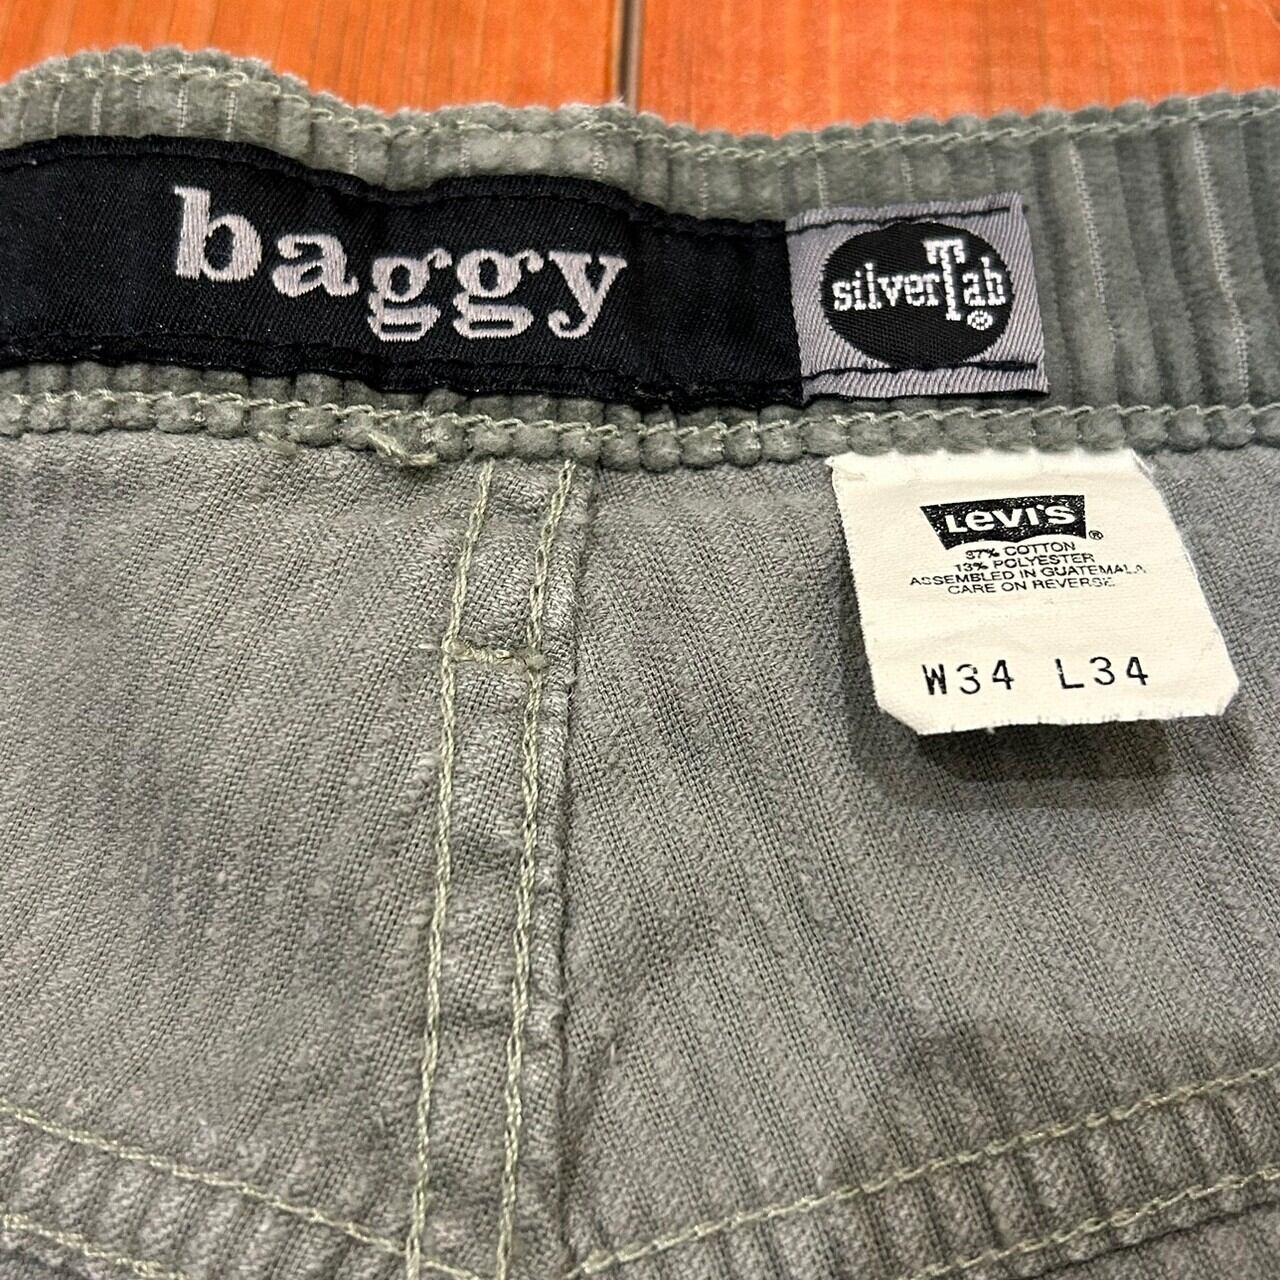 baggy
silverTab
®
LEVI'S ®
87% COTTON
13% POLYESTER
ASSEMBLED IN GUATEMALA
CARE ON REVERSE
W34 L34